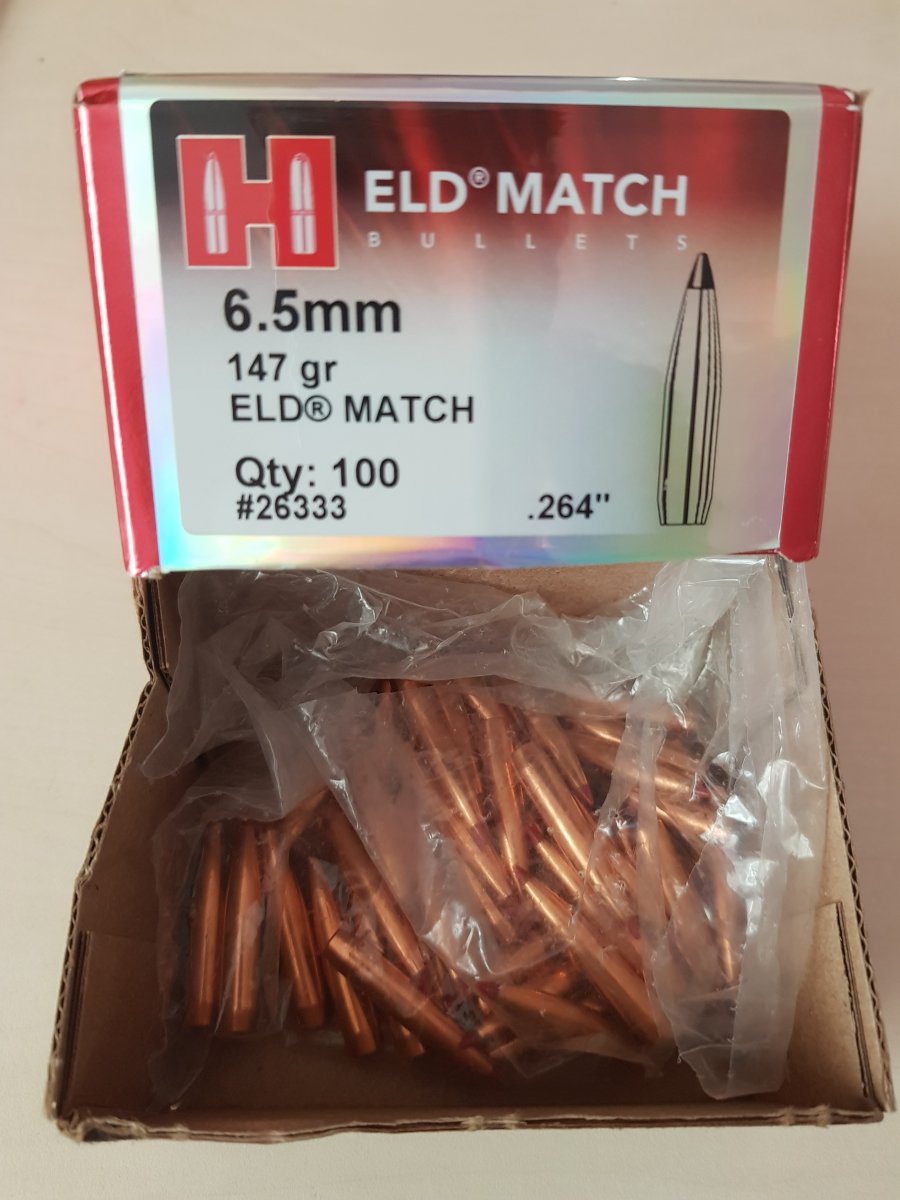 H
ELD® MATCH
BULLETS
6.5mm
147 gr
ELD® MATCH
Qty: 100
#26333 .264"